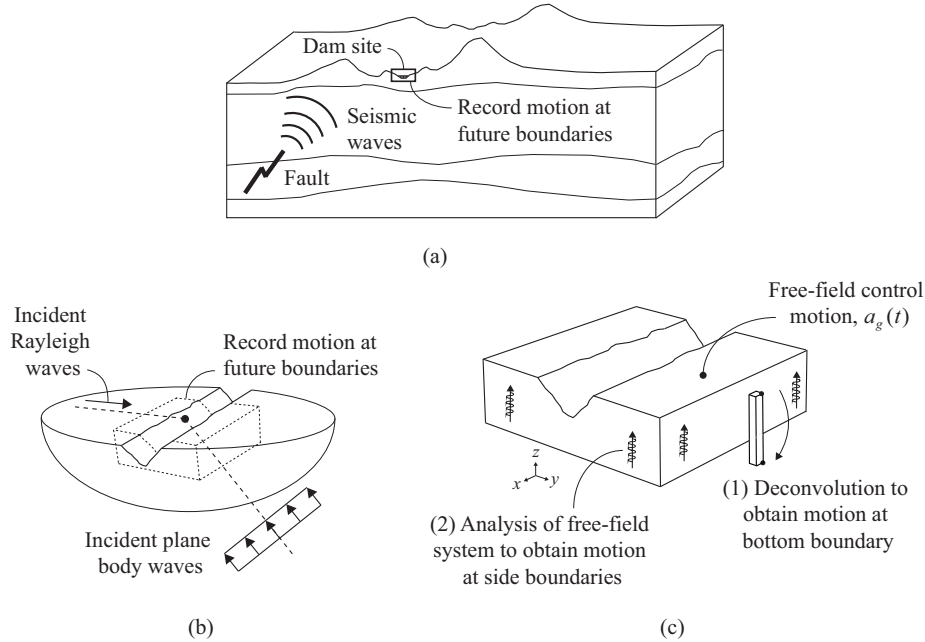 Dam site
Record motion at
future boundaries
Seismic
waves
Fault
(a)
Incident
Rayleigh
waves
Record motion at
future boundaries
Incident plane
body waves
(b)
Free-field control
motion, a_g(t)
z
x
y
(1) Deconvolution to
obtain motion at
bottom boundary
(2) Analysis of free-field
system to obtain motion
at side boundaries
(c)